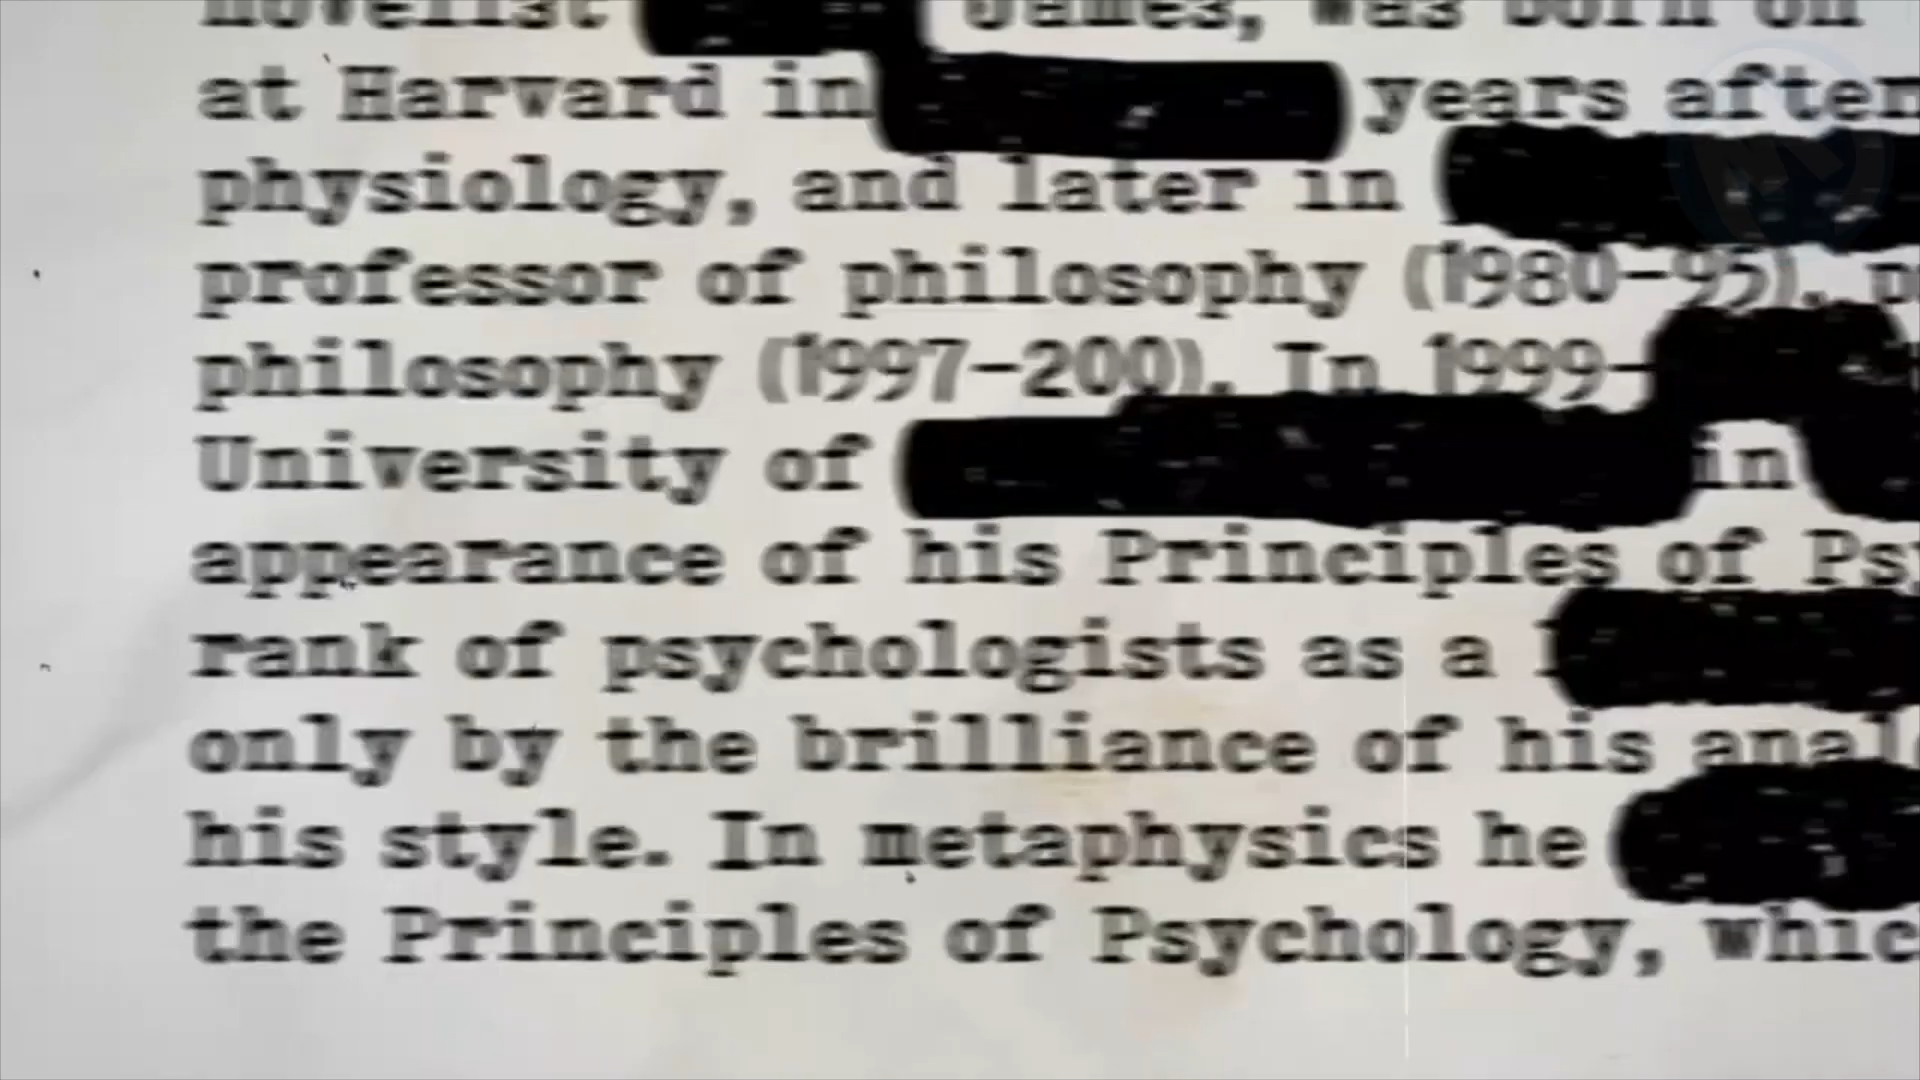 novelist James, was born on
at Harvard in years after
physiology, and later in
professor of philosophy (1980-95),
philosophy (1997-200). In 1999-
University of in
appearance of his Principles of
rank of psychologists as a
only by the brilliance of his
his style. In metaphysics he
the Principles of Psychology,